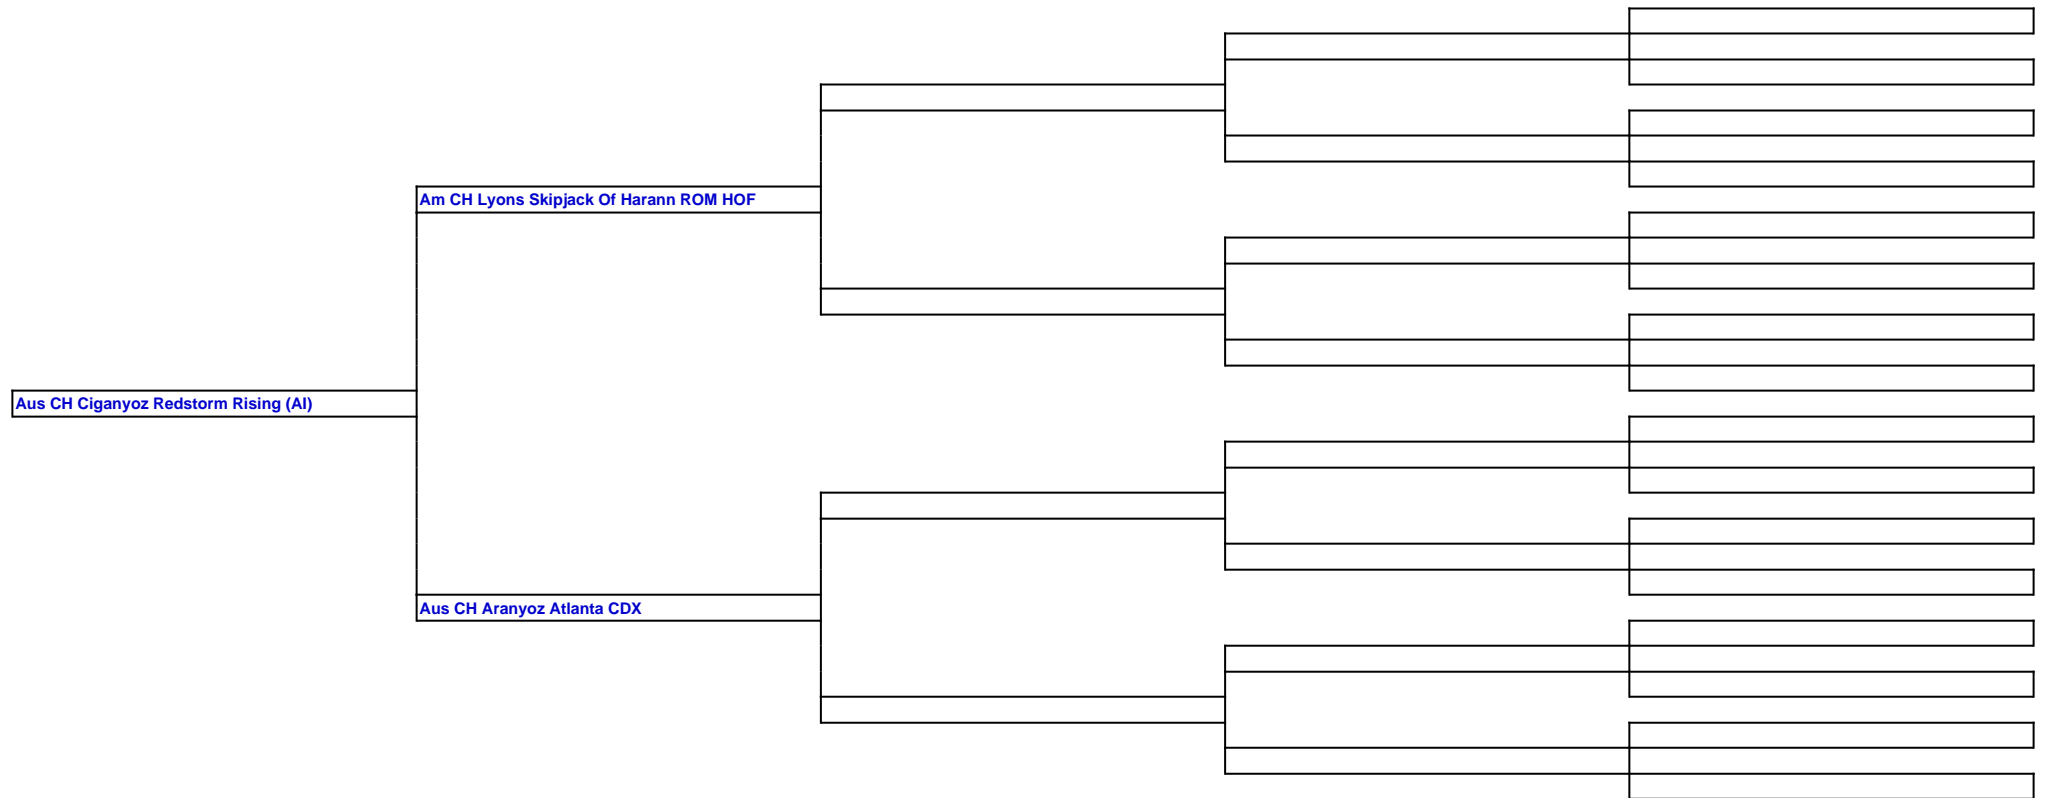 Am CH Lyons Skipjack Of Harann ROM HOF
Aus CH Ciganyoz Redstorm Rising (AI)
Aus CH Aranyoz Atlanta CDX